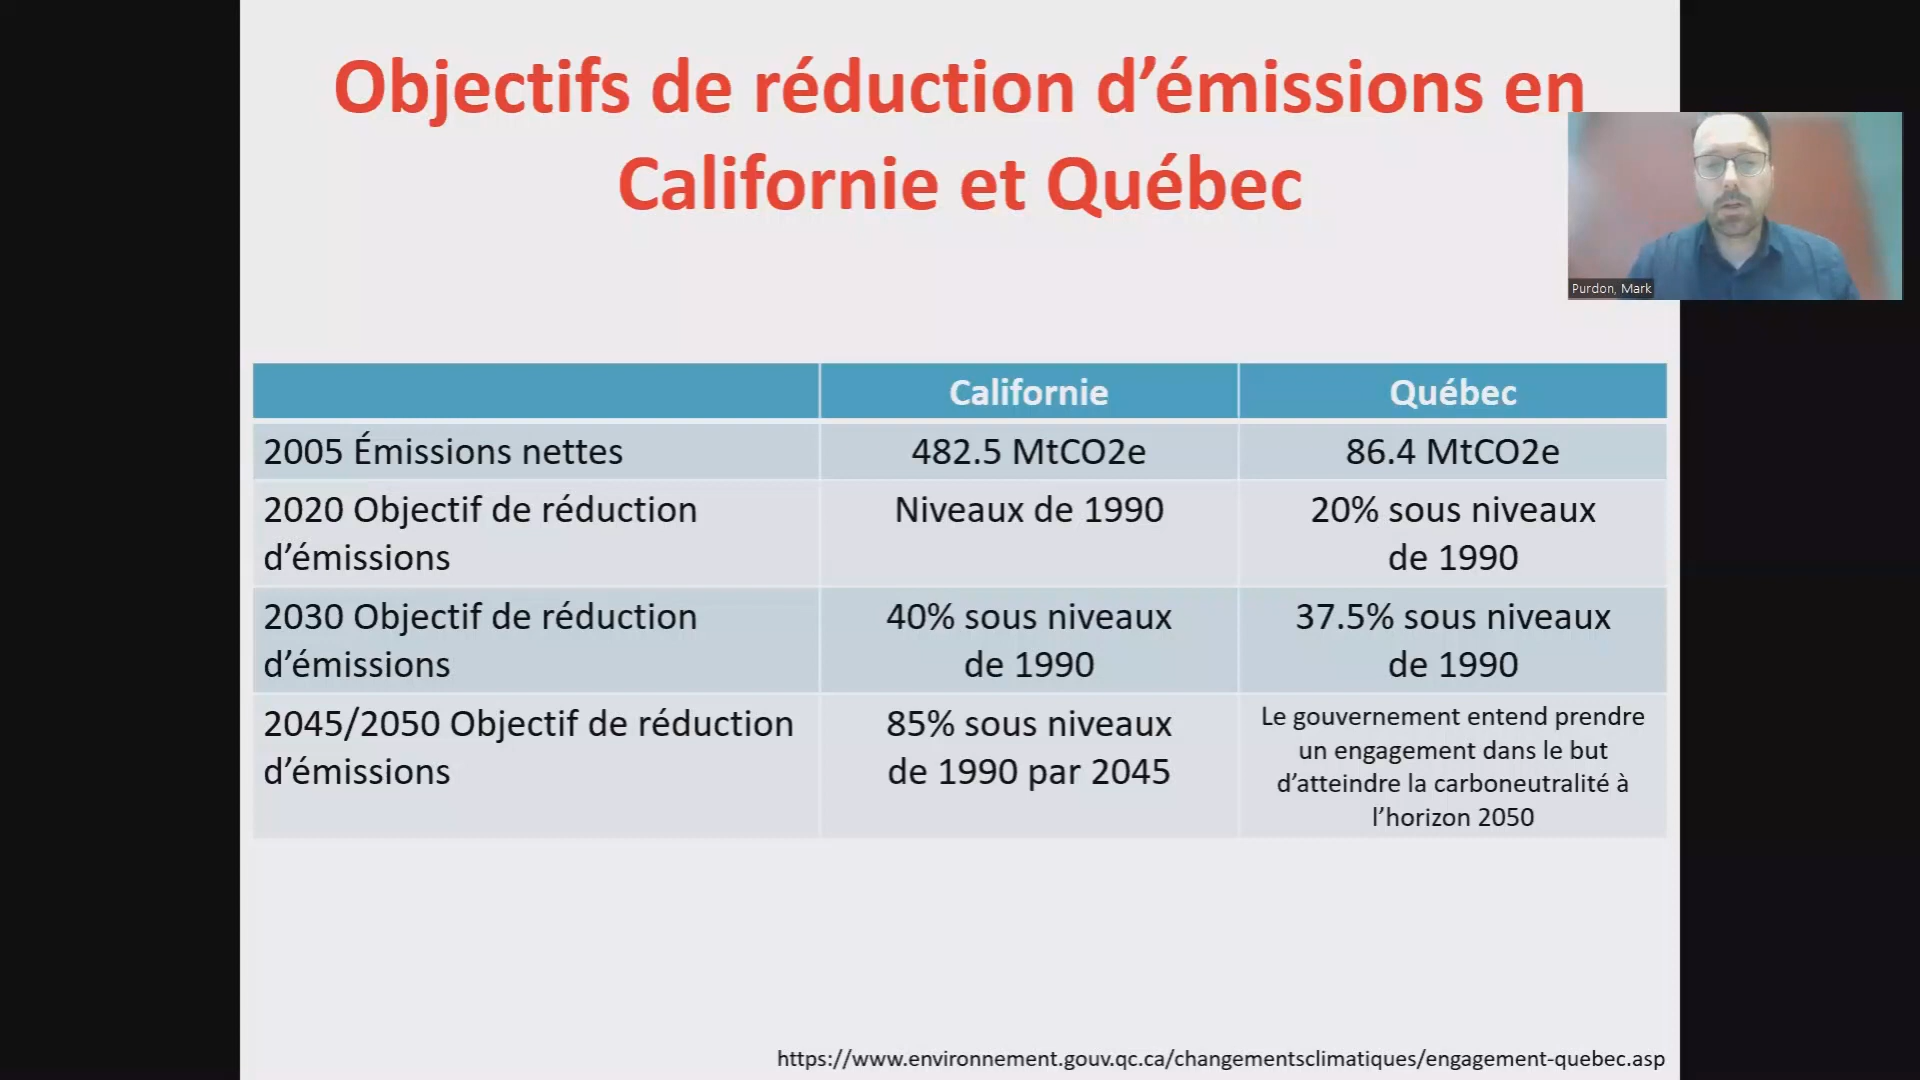 Objectifs de réduction d’émissions en
Californie et Québec
Purdon, Mark
Californie Québec
2005 Émissions nettes 482.5 MtCO2e 86.4 MtCO2e
2020 Objectif de réduction Niveaux de 1990 20% sous niveaux
d’émissions de 1990
2030 Objectif de réduction 40% sous niveaux 37.5% sous niveaux
d’émissions de 1990 de 1990
2045/2050 Objectif de réduction 85% sous niveaux Le gouvernement entend prendre
d’émissions de 1990 par 2045 un engagement dans le but
d’atteindre la carboneutralité à
l’horizon 2050
https://www.environnement.gouv.qc.ca/changementsclimatiques/engagement-quebec.asp